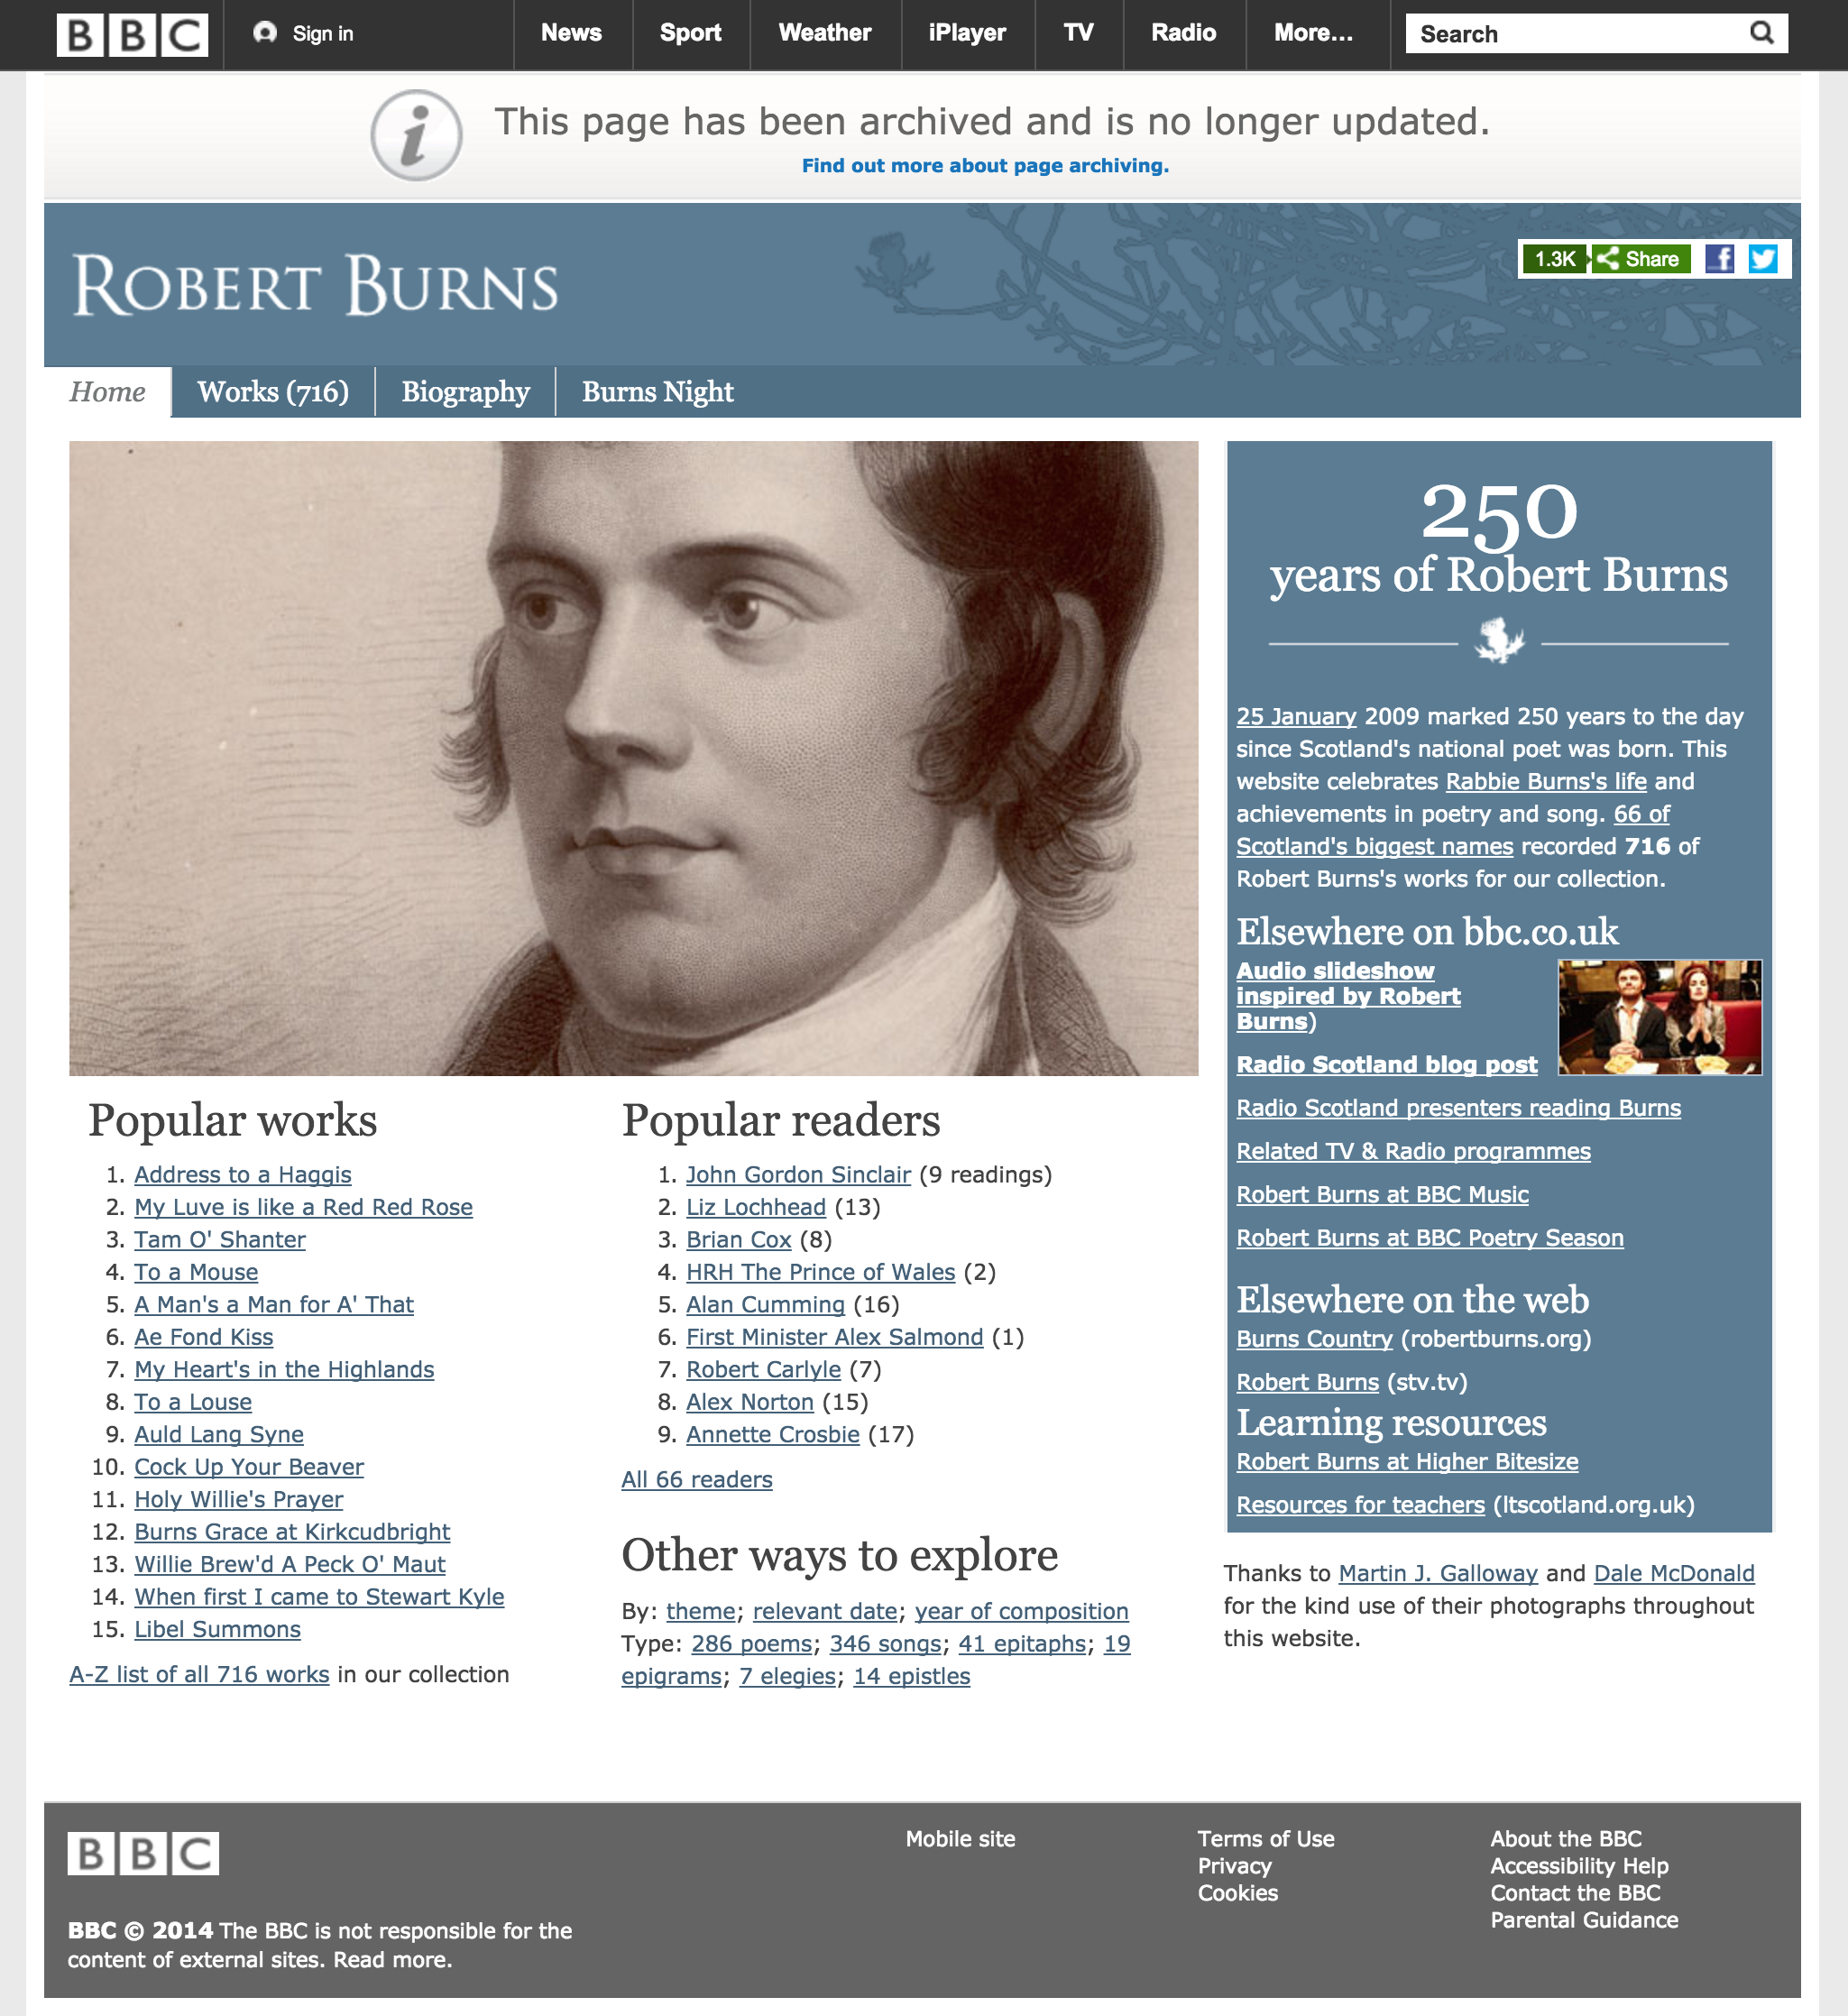 BBC
Sign in
News
Sport
Weather
iPlayer
TV
Radio
More...
Search
i
This page has been archived and is no longer updated.
Find out more about page archiving.
ROBERT BURNS
1.3K
Share
f
Home
Works (716)
Biography
Burns Night
Popular works
1. Address to a Haggis
2. My Luve is like a Red Red Rose
3. Tam O' Shanter
4. To a Mouse
5. A Man's a Man for A' That
6. Ae Fond Kiss
7. My Heart's in the Highlands
8. To a Louse
9. Auld Lang Syne
10. Cock Up Your Beaver
11. Holy Willie's Prayer
12. Burns Grace at Kirkcudbright
13. Willie Brew'd A Peck O' Maut
14. When first I came to Stewart Kyle
15. Libel Summons
A-Z list of all 716 works in our collection
Popular readers
1. John Gordon Sinclair (9 readings)
2. Liz Lochhead (13)
3. Brian Cox (8)
4. HRH The Prince of Wales (2)
5. Alan Cumming (16)
6. First Minister Alex Salmond (1)
7. Robert Carlyle (7)
8. Alex Norton (15)
9. Annette Crosbie (17)
All 66 readers
Other ways to explore
By: theme; relevant date; year of composition
Type: 286 poems; 346 songs; 41 epitaphs; 19
epigrams; 7 elegies; 14 epistles
250
years of Robert Burns
25 January 2009 marked 250 years to the day
since Scotland's national poet was born. This
website celebrates Rabbie Burns's life and
achievements in poetry and song. 66 of
Scotland's biggest names recorded 716 of
Robert Burns's works for our collection.
Elsewhere on bbc.co.uk
Audio slideshow
inspired by Robert
Burns)
Radio Scotland blog post
Radio Scotland presenters reading Burns
Related TV & Radio programmes
Robert Burns at BBC Music
Robert Burns at BBC Poetry Season
Elsewhere on the web
Burns Country (robertburns.org)
Robert Burns (stv.tv)
Learning resources
Robert Burns at Higher Bitesize
Resources for teachers (ltscotland.org.uk)
Thanks to Martin J. Galloway and Dale McDonald
for the kind use of their photographs throughout
this website.
BBC
BBC © 2014 The BBC is not responsible for the
content of external sites. Read more.
Mobile site
Terms of Use
Privacy
Cookies
About the BBC
Accessibility Help
Contact the BBC
Parental Guidance